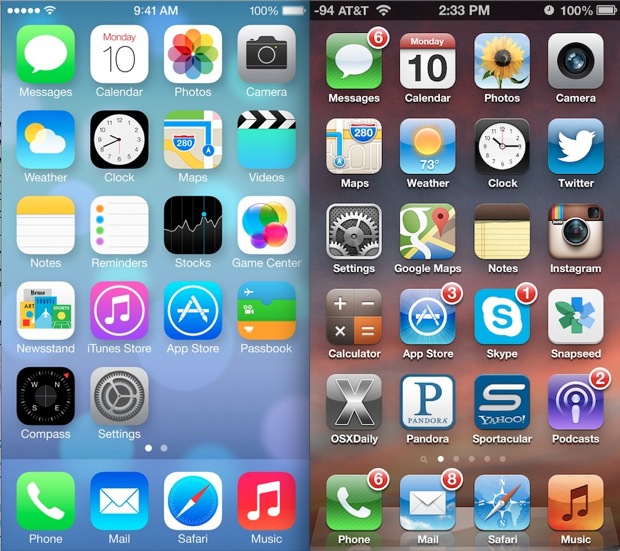 9:41 AM 100%
Monday
10
Messages Calendar Photos Camera
280
Weather Clock Maps Videos
Notes Reminders Stocks Game Center
Newsstand iTunes Store App Store Passbook
N
W E
S
Compass Settings
Phone Mail Safari Music
-94 AT&T 2:33 PM 100%
6
Monday
10
Messages Calendar Photos Camera
280
73°
Maps Weather Clock Twitter
Settings Google Maps Notes Instagram
3 1
Calculator App Store Skype Snapseed
2
X P PANDORA S YAHOO!
OSXDaily Pandora Sportacular Podcasts
6 8
Phone Mail Safari Music